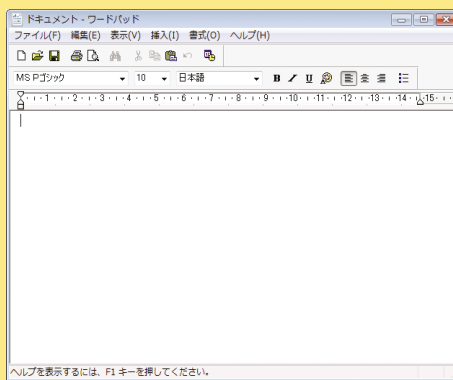 ドキュメント - ワードパッド
ファイル(F) 編集(E) 表示(V) 挿入(I) 書式(O) ヘルプ(H)
MS Pゴシック 10 日本語 B I U
1 2 3 4 5 6 7 8 9 10 11 12 13 14 15
ヘルプを表示するには、F1 キーを押してください。